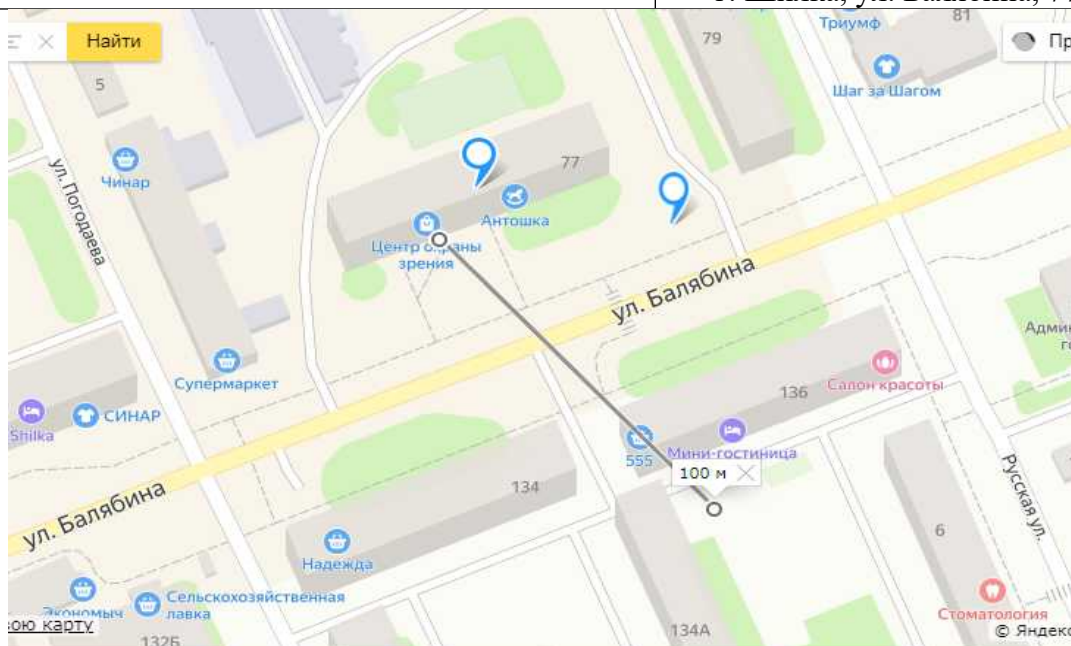 Найти
5
79
Триумф
81
Пр
Шаг за Шагом
Чинар
ул. Погодаева
77
Антошка
Центр охраны
зрения
ул. Балябина
Супермаркет
136
Салон красоты
Shilka
СИНАР
555
Мини-гостиница
100 м
134
ул. Балябина
Русская ул.
6
Надежда
Экономыч
Сельскохозяйственная
лавка
Стоматология
132Б
134А
© Яндекс